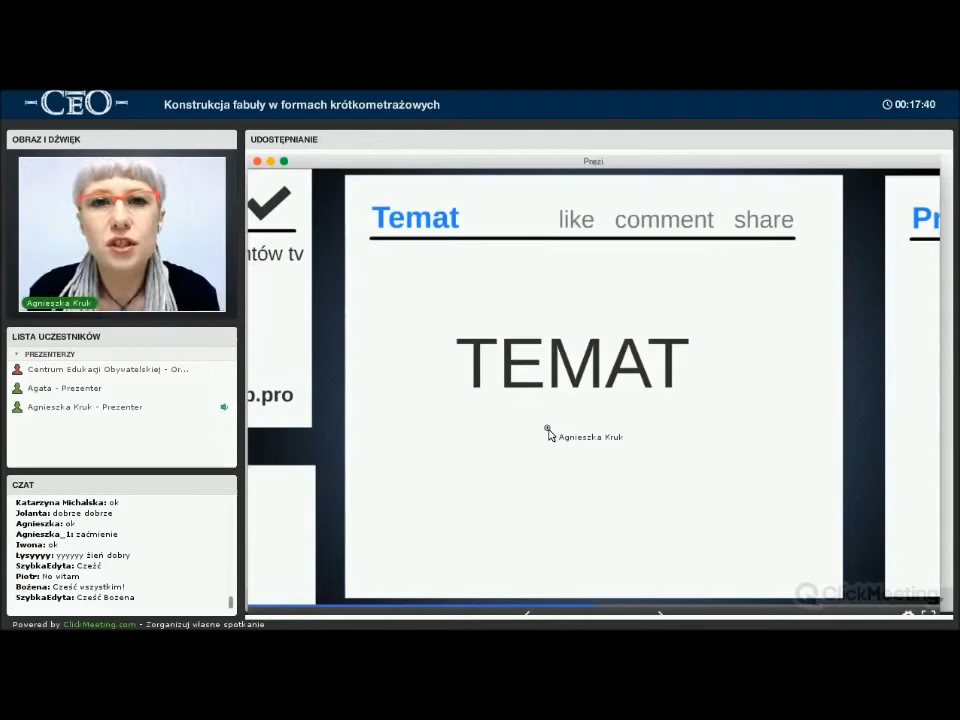 CEO
Konstrukcja fabuły w formach krótkometrażowych
00:17:40
OBRAZ I DŹWIĘK
Agnieszka Kruk
LISTA UCZESTNIKÓW
PREZENTERZY
Centrum Edukacji Obywatelskiej - Or...
Agata - Prezenter
Agnieszka Kruk - Prezenter
CZAT
Katarzyna Michalska: ok
Jolanta: dobrze dobrze
Agnieszka: ok
Agnieszka_1: zaćmienie
Iwona: ok
Łysyyyy: yyyyyy źień dobry
SzybkaEdyta: Cześć
Piotr: No witam
Bożena: Cześć wszystkim!
SzybkaEdyta: Cześć Bożena
UDOSTĘPNIANIE
Prezi
ntów tv
b.pro
Temat like comment share
TEMAT
Agnieszka Kruk
Pr
ClickMeeting
Powered by ClickMeeting.com - Zorganizuj własne spotkanie